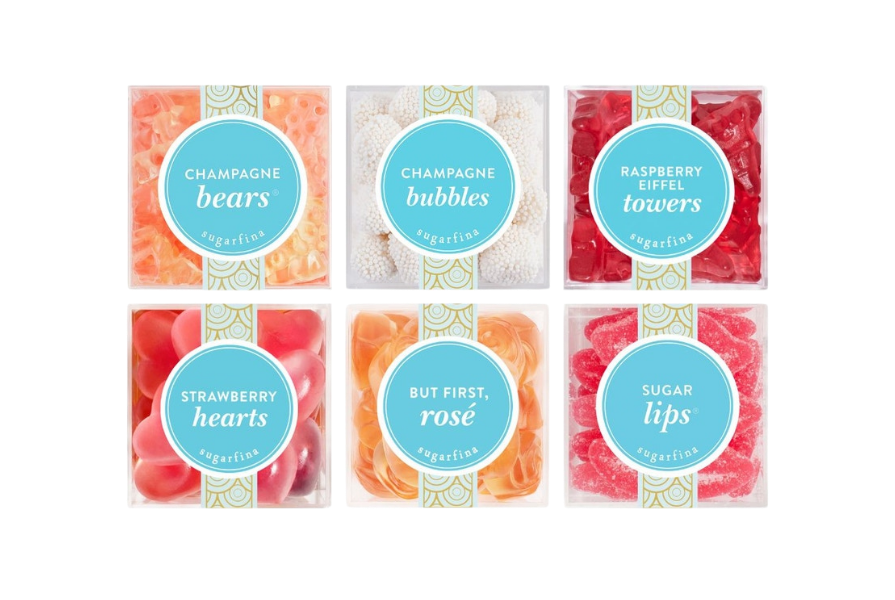 CHAMPAGNE
bears®
sugarfina
CHAMPAGNE
bubbles
sugarfina
RASPBERRY
EIFFEL
towers
sugarfina
STRAWBERRY
hearts
sugarfina
BUT FIRST,
rosé
sugarfina
SUGAR
lips®
sugarfina